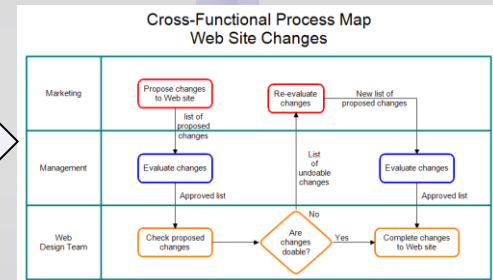 Cross-Functional Process Map
Web Site Changes
Marketing
Propose changes
to Web site
Re-evaluate
changes
New list of
proposed changes
list of
proposed
changes
Management
Evaluate changes
List
of
undoable
changes
Evaluate changes
Approved list
Approved list
No
Web
Design Team
Check proposed
changes
Are
changes
doable?
Yes
Complete changes
to Web site